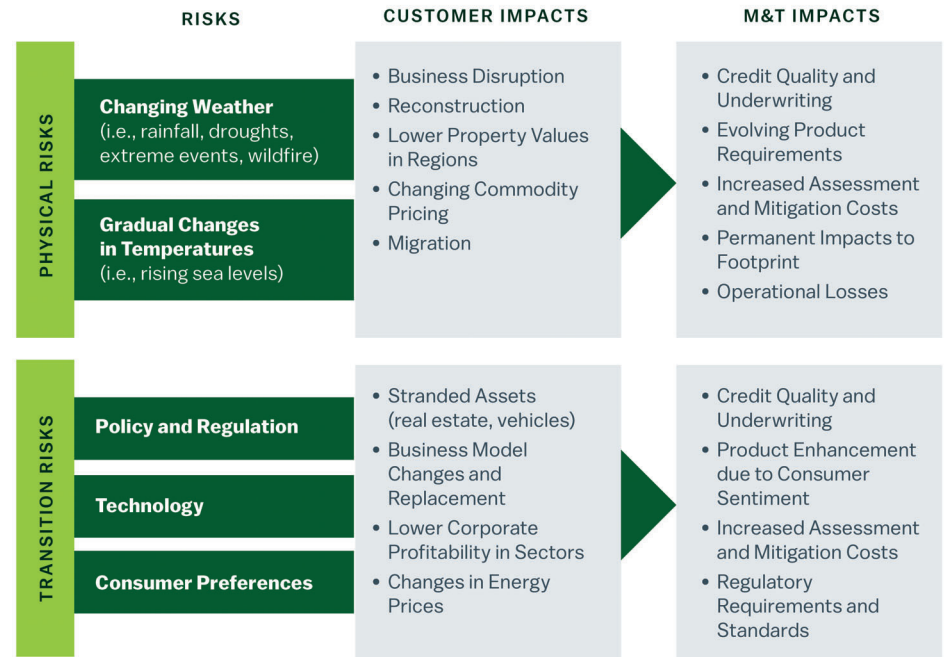 RISKS
CUSTOMER IMPACTS
M&T IMPACTS
PHYSICAL RISKS
Changing Weather
(i.e., rainfall, droughts,
extreme events, wildfire)
Gradual Changes
in Temperatures
(i.e., rising sea levels)
• Business Disruption
• Reconstruction
• Lower Property Values
in Regions
• Changing Commodity
Pricing
• Migration
• Credit Quality and
Underwriting
• Evolving Product
Requirements
• Increased Assessment
and Mitigation Costs
• Permanent Impacts to
Footprint
• Operational Losses
TRANSITION RISKS
Policy and Regulation
Technology
Consumer Preferences
• Stranded Assets
(real estate, vehicles)
• Business Model
Changes and
Replacement
• Lower Corporate
Profitability in Sectors
• Changes in Energy
Prices
• Credit Quality and
Underwriting
• Product Enhancement
due to Consumer
Sentiment
• Increased Assessment
and Mitigation Costs
• Regulatory
Requirements and
Standards